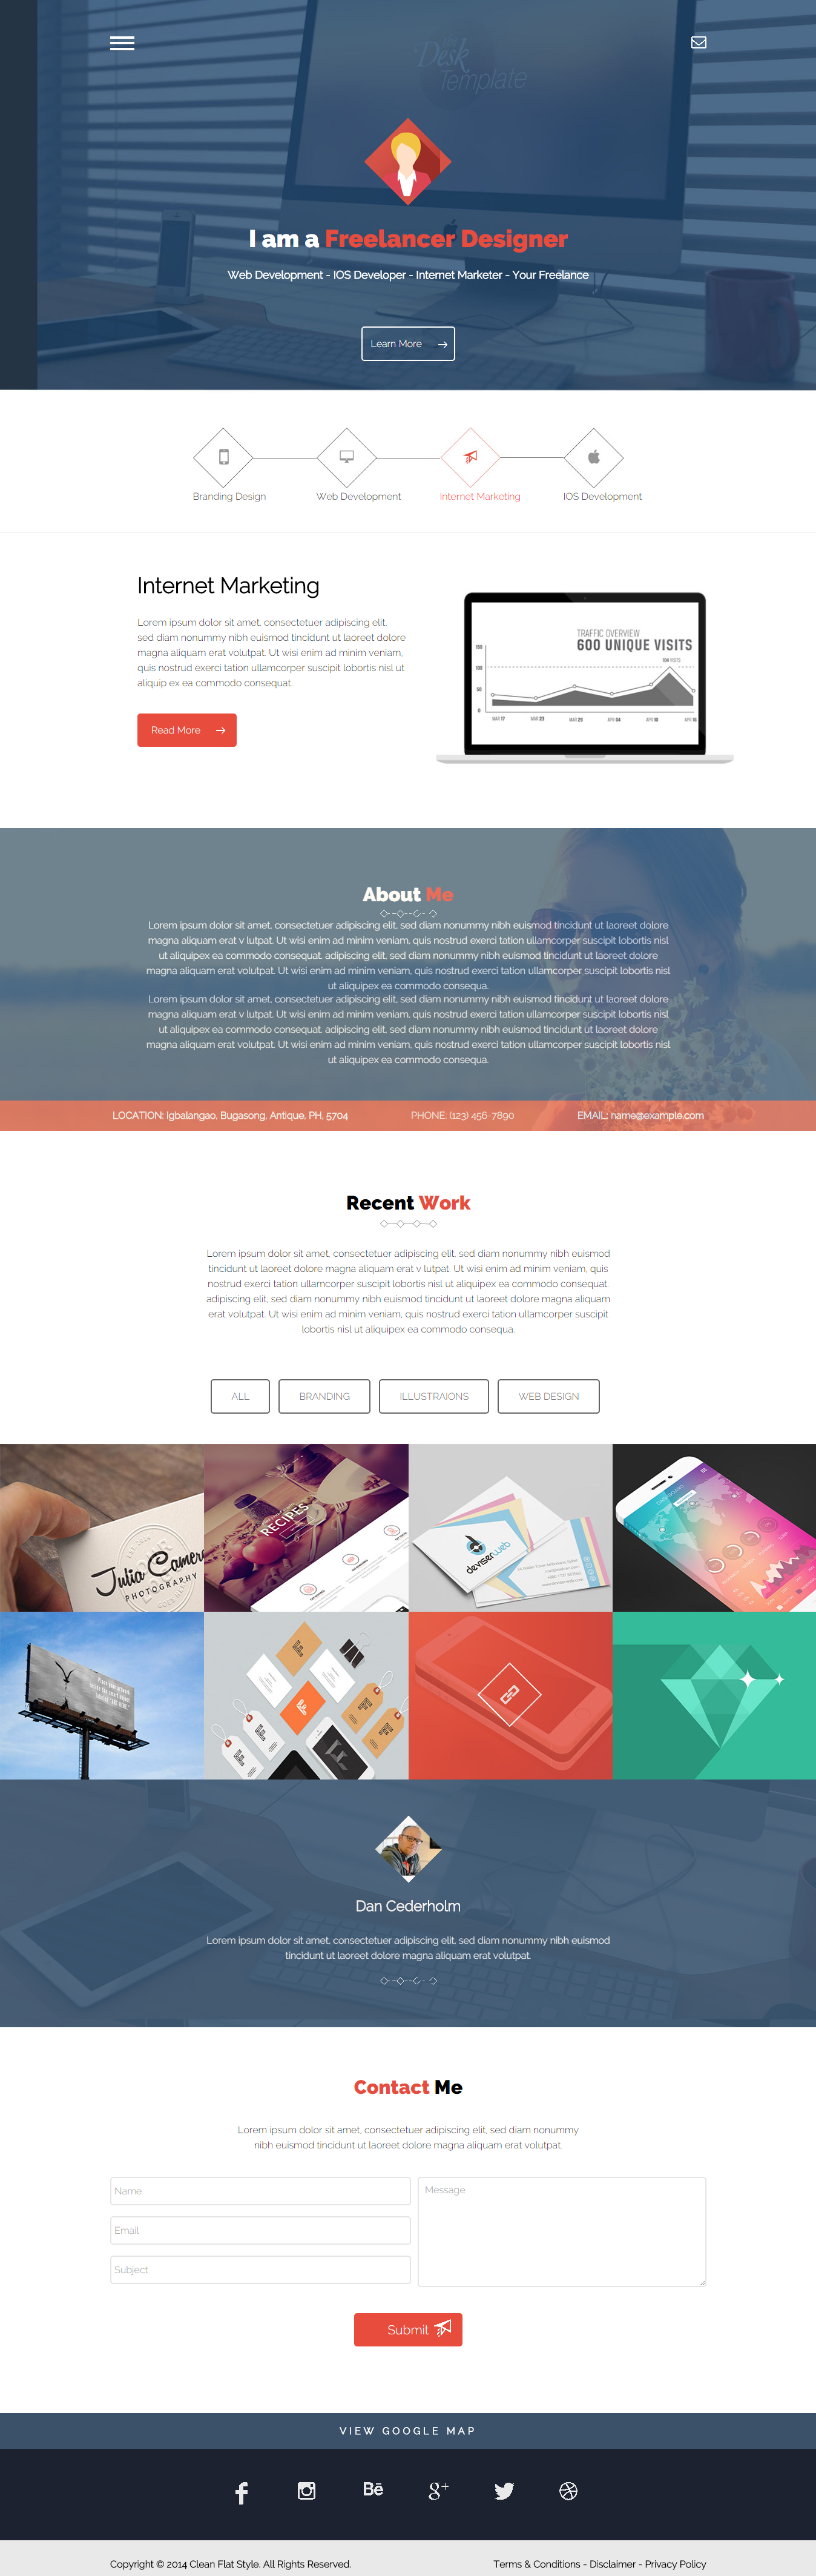 the
Desk
Template
I am a Freelancer Designer
Web Development - IOS Developer - Internet Marketer - Your Freelance
Learn More
Branding Design
Web Development
Internet Marketing
IOS Development
Internet Marketing
Lorem ipsum dolor sit amet, consectetuer adipiscing elit,
sed diam nonummy nibh euismod tincidunt ut laoreet dolore
magna aliquam erat volutpat. Ut wisi enim ad minim veniam,
quis nostrud exerci tation ullamcorper suscipit lobortis nisl ut
aliquip ex ea commodo consequat.
Read More
TRAFFIC OVERVIEW
600 UNIQUE VISITS
150
104 VISITS
100
50
0
MAR 17
MAR 23
MAR 29
APR 04
APR 10
APR 16
About Me
Lorem ipsum dolor sit amet, consectetuer adipiscing elit, sed diam nonummy nibh euismod tincidunt ut laoreet dolore
magna aliquam erat v lutpat. Ut wisi enim ad minim veniam, quis nostrud exerci tation ullamcorper suscipit lobortis nisl
ut aliquipex ea commodo consequat. adipiscing elit, sed diam nonummy nibh euismod tincidunt ut laoreet dolore
magna aliquam erat volutpat. Ut wisi enim ad minim veniam, quis nostrud exerci tation ullamcorper suscipit lobortis nisl
ut aliquipex ea commodo consequa.
Lorem ipsum dolor sit amet, consectetuer adipiscing elit, sed diam nonummy nibh euismod tincidunt ut laoreet dolore
magna aliquam erat v lutpat. Ut wisi enim ad minim veniam, quis nostrud exerci tation ullamcorper suscipit lobortis nisl
ut aliquipex ea commodo consequat. adipiscing elit, sed diam nonummy nibh euismod tincidunt ut laoreet dolore
magna aliquam erat volutpat. Ut wisi enim ad minim veniam, quis nostrud exerci tation ullamcorper suscipit lobortis nisl
ut aliquipex ea commodo consequa.
LOCATION: Igbalangao, Bugasong, Antique, PH, 5704
PHONE: (123) 456-7890
EMAIL: name@example.com
Recent Work
Lorem ipsum dolor sit amet, consectetuer adipiscing elit, sed diam nonummy nibh euismod
tincidunt ut laoreet dolore magna aliquam erat v lutpat. Ut wisi enim ad minim veniam, quis
nostrud exerci tation ullamcorper suscipit lobortis nisl ut aliquipex ea commodo consequat.
adipiscing elit, sed diam nonummy nibh euismod tincidunt ut laoreet dolore magna aliquam
erat volutpat. Ut wisi enim ad minim veniam, quis nostrud exerci tation ullamcorper suscipit
lobortis nisl ut aliquipex ea commodo consequa.
ALL
BRANDING
ILLUSTRAIONS
WEB DESIGN
Julia Camera
PHOTOGRAPHY
RECIPES
deviserweb
Dan Cederholm
Lorem ipsum dolor sit amet, consectetuer adipiscing elit, sed diam nonummy nibh euismod
tincidunt ut laoreet dolore magna aliquam erat volutpat.
Contact Me
Lorem ipsum dolor sit amet, consectetuer adipiscing elit, sed diam nonummy
nibh euismod tincidunt ut laoreet dolore magna aliquam erat volutpat.
Name
Message
Email
Subject
Submit
VIEW GOOGLE MAP
Copyright © 2014 Clean Flat Style. All Rights Reserved.
Terms & Conditions - Disclaimer - Privacy Policy